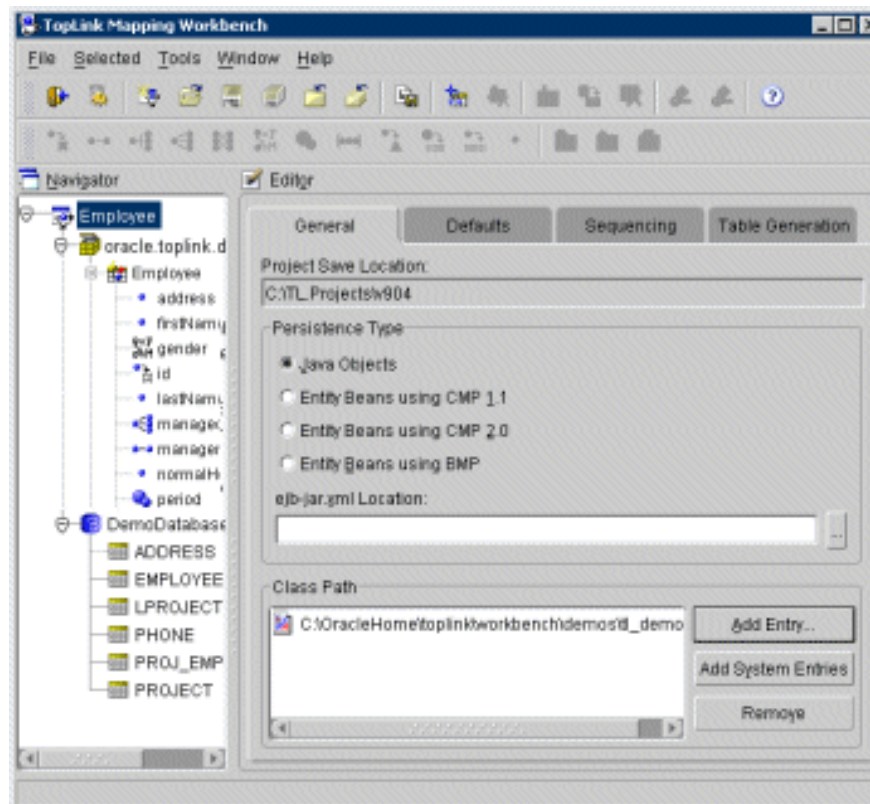 TopLink Mapping Workbench
File Selected Tools Window Help
Navigator
Editor
Employee
oracle.toplink.d
Employee
address
firstNam
gender
id
lastNam
manager
manager
normalH
period
DemoDatabase
ADDRESS
EMPLOYEE
LPROJECT
PHONE
PROJ_EMP
PROJECT
General Defaults Sequencing Table Generation
Project Save Location:
C:\TL.Projects\v904
Persistence Type
Java Objects
Entity Beans using CMP 1.1
Entity Beans using CMP 2.0
Entity Beans using BMP
ejb-jar.xml Location:
...
Class Path
C:\OracleHome\toplink\workbench\demos\tl_demo
Add Entry...
Add System Entries
Remove